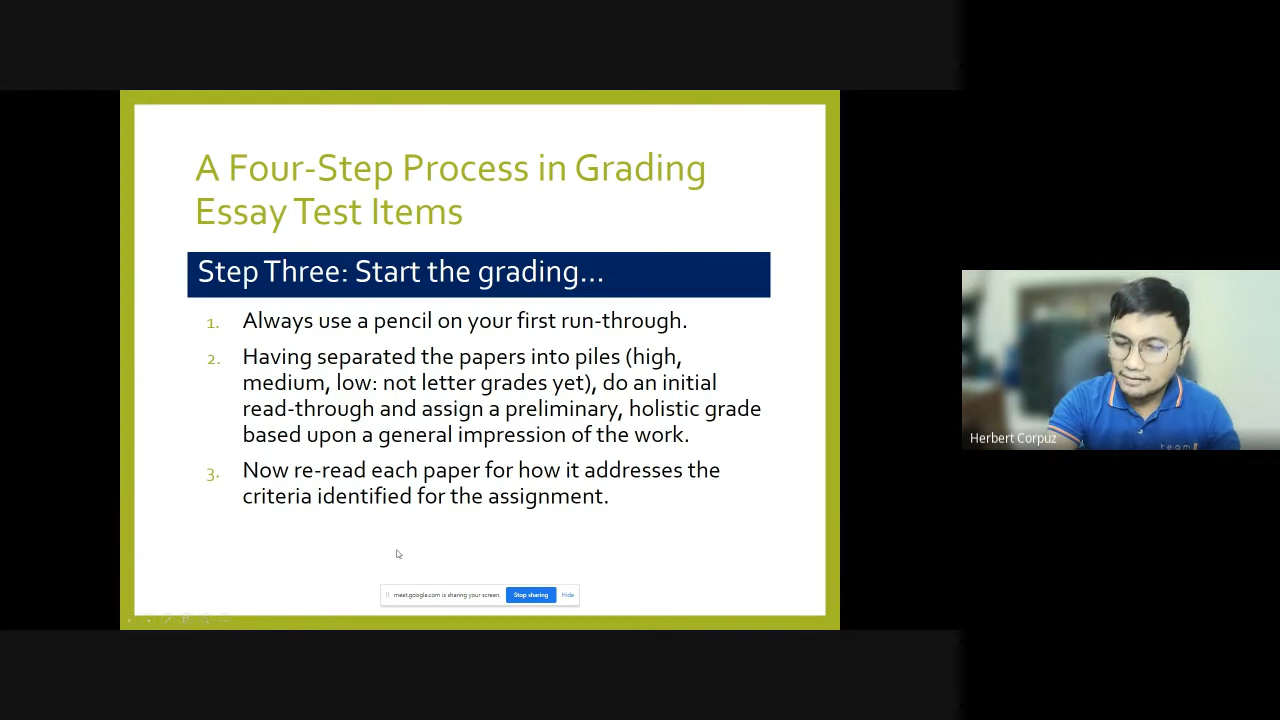 A Four-Step Process in Grading
Essay Test Items
Step Three: Start the grading...
1. Always use a pencil on your first run-through.
2. Having separated the papers into piles (high,
medium, low: not letter grades yet), do an initial
read-through and assign a preliminary, holistic grade
based upon a general impression of the work.
3. Now re-read each paper for how it addresses the
criteria identified for the assignment.
meet.google.com is sharing your screen. Stop sharing Hide
Herbert Corpuz
team